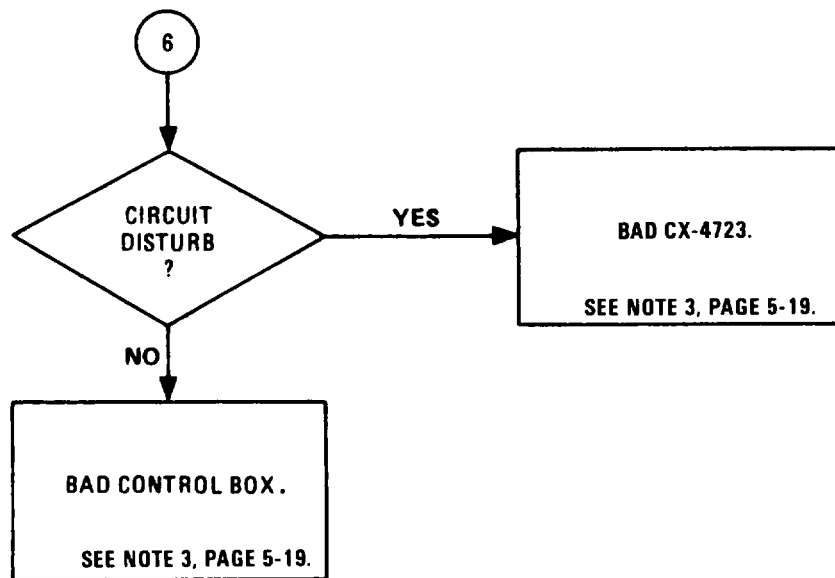 6
CIRCUIT
DISTURB
?
YES
BAD CX-4723.
SEE NOTE 3, PAGE 5-19.
NO
BAD CONTROL BOX.
SEE NOTE 3, PAGE 5-19.